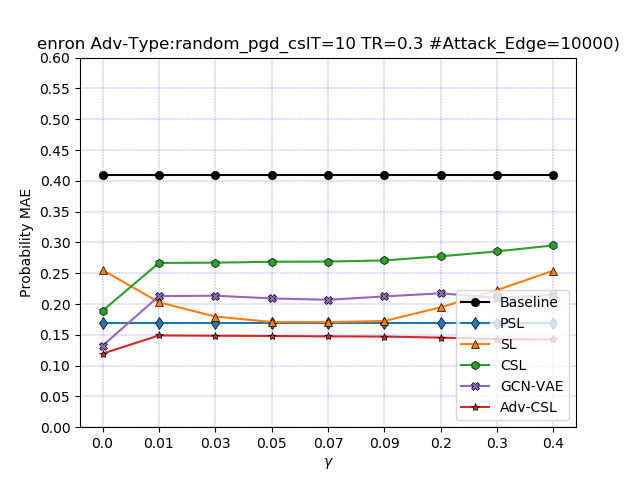 enron Adv-Type:random_pgd_cslT=10 TR=0.3 #Attack_Edge=10000)
0.60
0.55
0.50
0.45
0.40
0.35
0.30
0.25
0.20
0.15
0.10
0.05
0.00
Probability MAE
Baseline
PSL
SL
CSL
GCN-VAE
Adv-CSL
0.0 0.01 0.03 0.05 0.07 0.09 0.2 0.3 0.4
γ